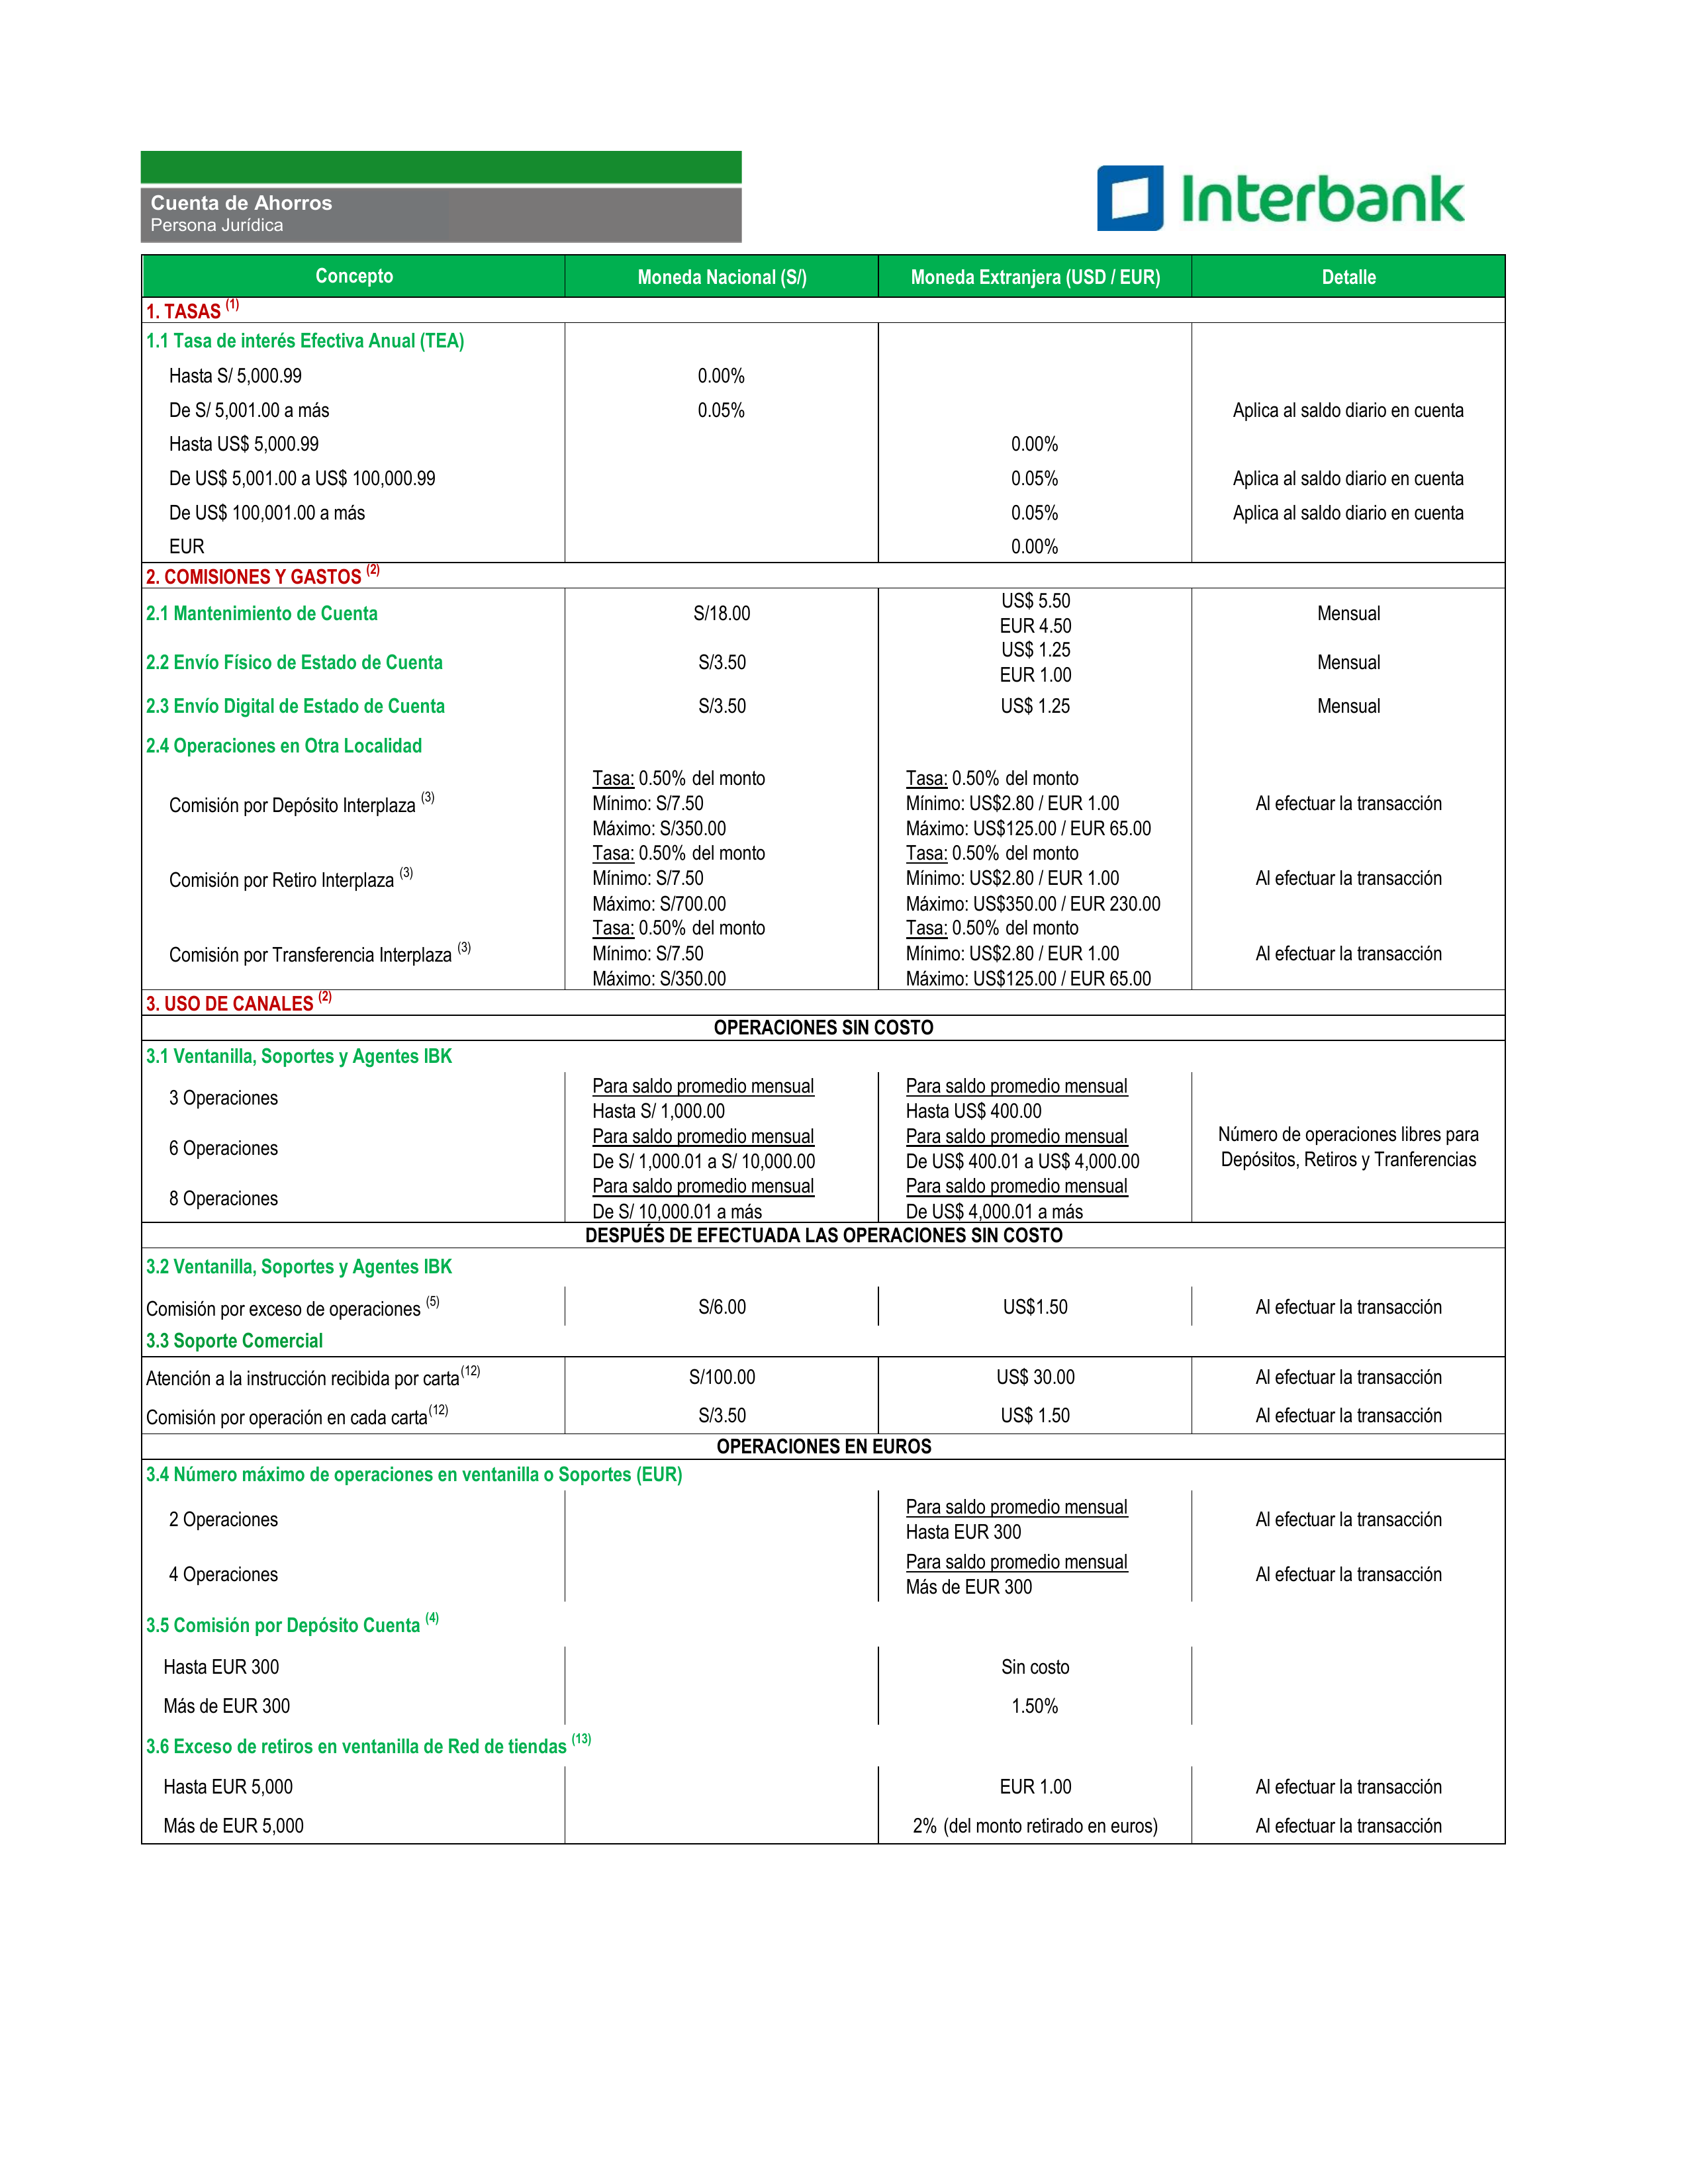 Cuenta de Ahorros
Persona Jurídica
Interbank
Concepto Moneda Nacional (S/) Moneda Extranjera (USD / EUR) Detalle
1. TASAS (1)
1.1 Tasa de interés Efectiva Anual (TEA)
Hasta S/ 5,000.99 0.00%
De S/ 5,001.00 a más 0.05% Aplica al saldo diario en cuenta
Hasta US$ 5,000.99 0.00%
De US$ 5,001.00 a US$ 100,000.99 0.05% Aplica al saldo diario en cuenta
De US$ 100,001.00 a más 0.05% Aplica al saldo diario en cuenta
EUR 0.00%
2. COMISIONES Y GASTOS (2)
2.1 Mantenimiento de Cuenta S/18.00 US$ 5.50
EUR 4.50 Mensual
2.2 Envío Físico de Estado de Cuenta S/3.50 US$ 1.25
EUR 1.00 Mensual
2.3 Envío Digital de Estado de Cuenta S/3.50 US$ 1.25 Mensual
2.4 Operaciones en Otra Localidad
Comisión por Depósito Interplaza (3)
Tasa: 0.50% del monto
Mínimo: S/7.50
Máximo: S/350.00
Tasa: 0.50% del monto
Mínimo: US$2.80 / EUR 1.00
Máximo: US$125.00 / EUR 65.00
Al efectuar la transacción
Comisión por Retiro Interplaza (3)
Tasa: 0.50% del monto
Mínimo: S/7.50
Máximo: S/700.00
Tasa: 0.50% del monto
Mínimo: US$2.80 / EUR 1.00
Máximo: US$350.00 / EUR 230.00
Al efectuar la transacción
Comisión por Transferencia Interplaza (3)
Tasa: 0.50% del monto
Mínimo: S/7.50
Máximo: S/350.00
Tasa: 0.50% del monto
Mínimo: US$2.80 / EUR 1.00
Máximo: US$125.00 / EUR 65.00
Al efectuar la transacción
3. USO DE CANALES (2)
OPERACIONES SIN COSTO
3.1 Ventanilla, Soportes y Agentes IBK
3 Operaciones
Para saldo promedio mensual
Hasta S/ 1,000.00
Para saldo promedio mensual
Hasta US$ 400.00
6 Operaciones
Para saldo promedio mensual
De S/ 1,000.01 a S/ 10,000.00
Para saldo promedio mensual
De US$ 400.01 a US$ 4,000.00
Número de operaciones libres para
Depósitos, Retiros y Tranferencias
8 Operaciones
Para saldo promedio mensual
De S/ 10,000.01 a más
Para saldo promedio mensual
De US$ 4,000.01 a más
DESPUÉS DE EFECTUADA LAS OPERACIONES SIN COSTO
3.2 Ventanilla, Soportes y Agentes IBK
Comisión por exceso de operaciones (5) S/6.00 US$1.50 Al efectuar la transacción
3.3 Soporte Comercial
Atención a la instrucción recibida por carta(12) S/100.00 US$ 30.00 Al efectuar la transacción
Comisión por operación en cada carta(12) S/3.50 US$ 1.50 Al efectuar la transacción
OPERACIONES EN EUROS
3.4 Número máximo de operaciones en ventanilla o Soportes (EUR)
2 Operaciones
Para saldo promedio mensual
Hasta EUR 300
Al efectuar la transacción
4 Operaciones
Para saldo promedio mensual
Más de EUR 300
Al efectuar la transacción
3.5 Comisión por Depósito Cuenta (4)
Hasta EUR 300 Sin costo
Más de EUR 300 1.50%
3.6 Exceso de retiros en ventanilla de Red de tiendas (13)
Hasta EUR 5,000 EUR 1.00 Al efectuar la transacción
Más de EUR 5,000 2% (del monto retirado en euros) Al efectuar la transacción